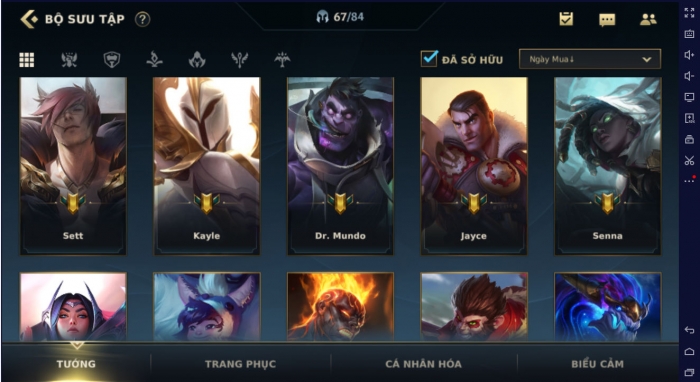 BỘ SƯU TẬP ?
67/84
ĐÃ SỞ HỮU
Ngày Mua↓
Sett
Kayle
Dr. Mundo
Jayce
Senna
TƯỚNG
TRANG PHỤC
CÁ NHÂN HÓA
BIỂU CẢM